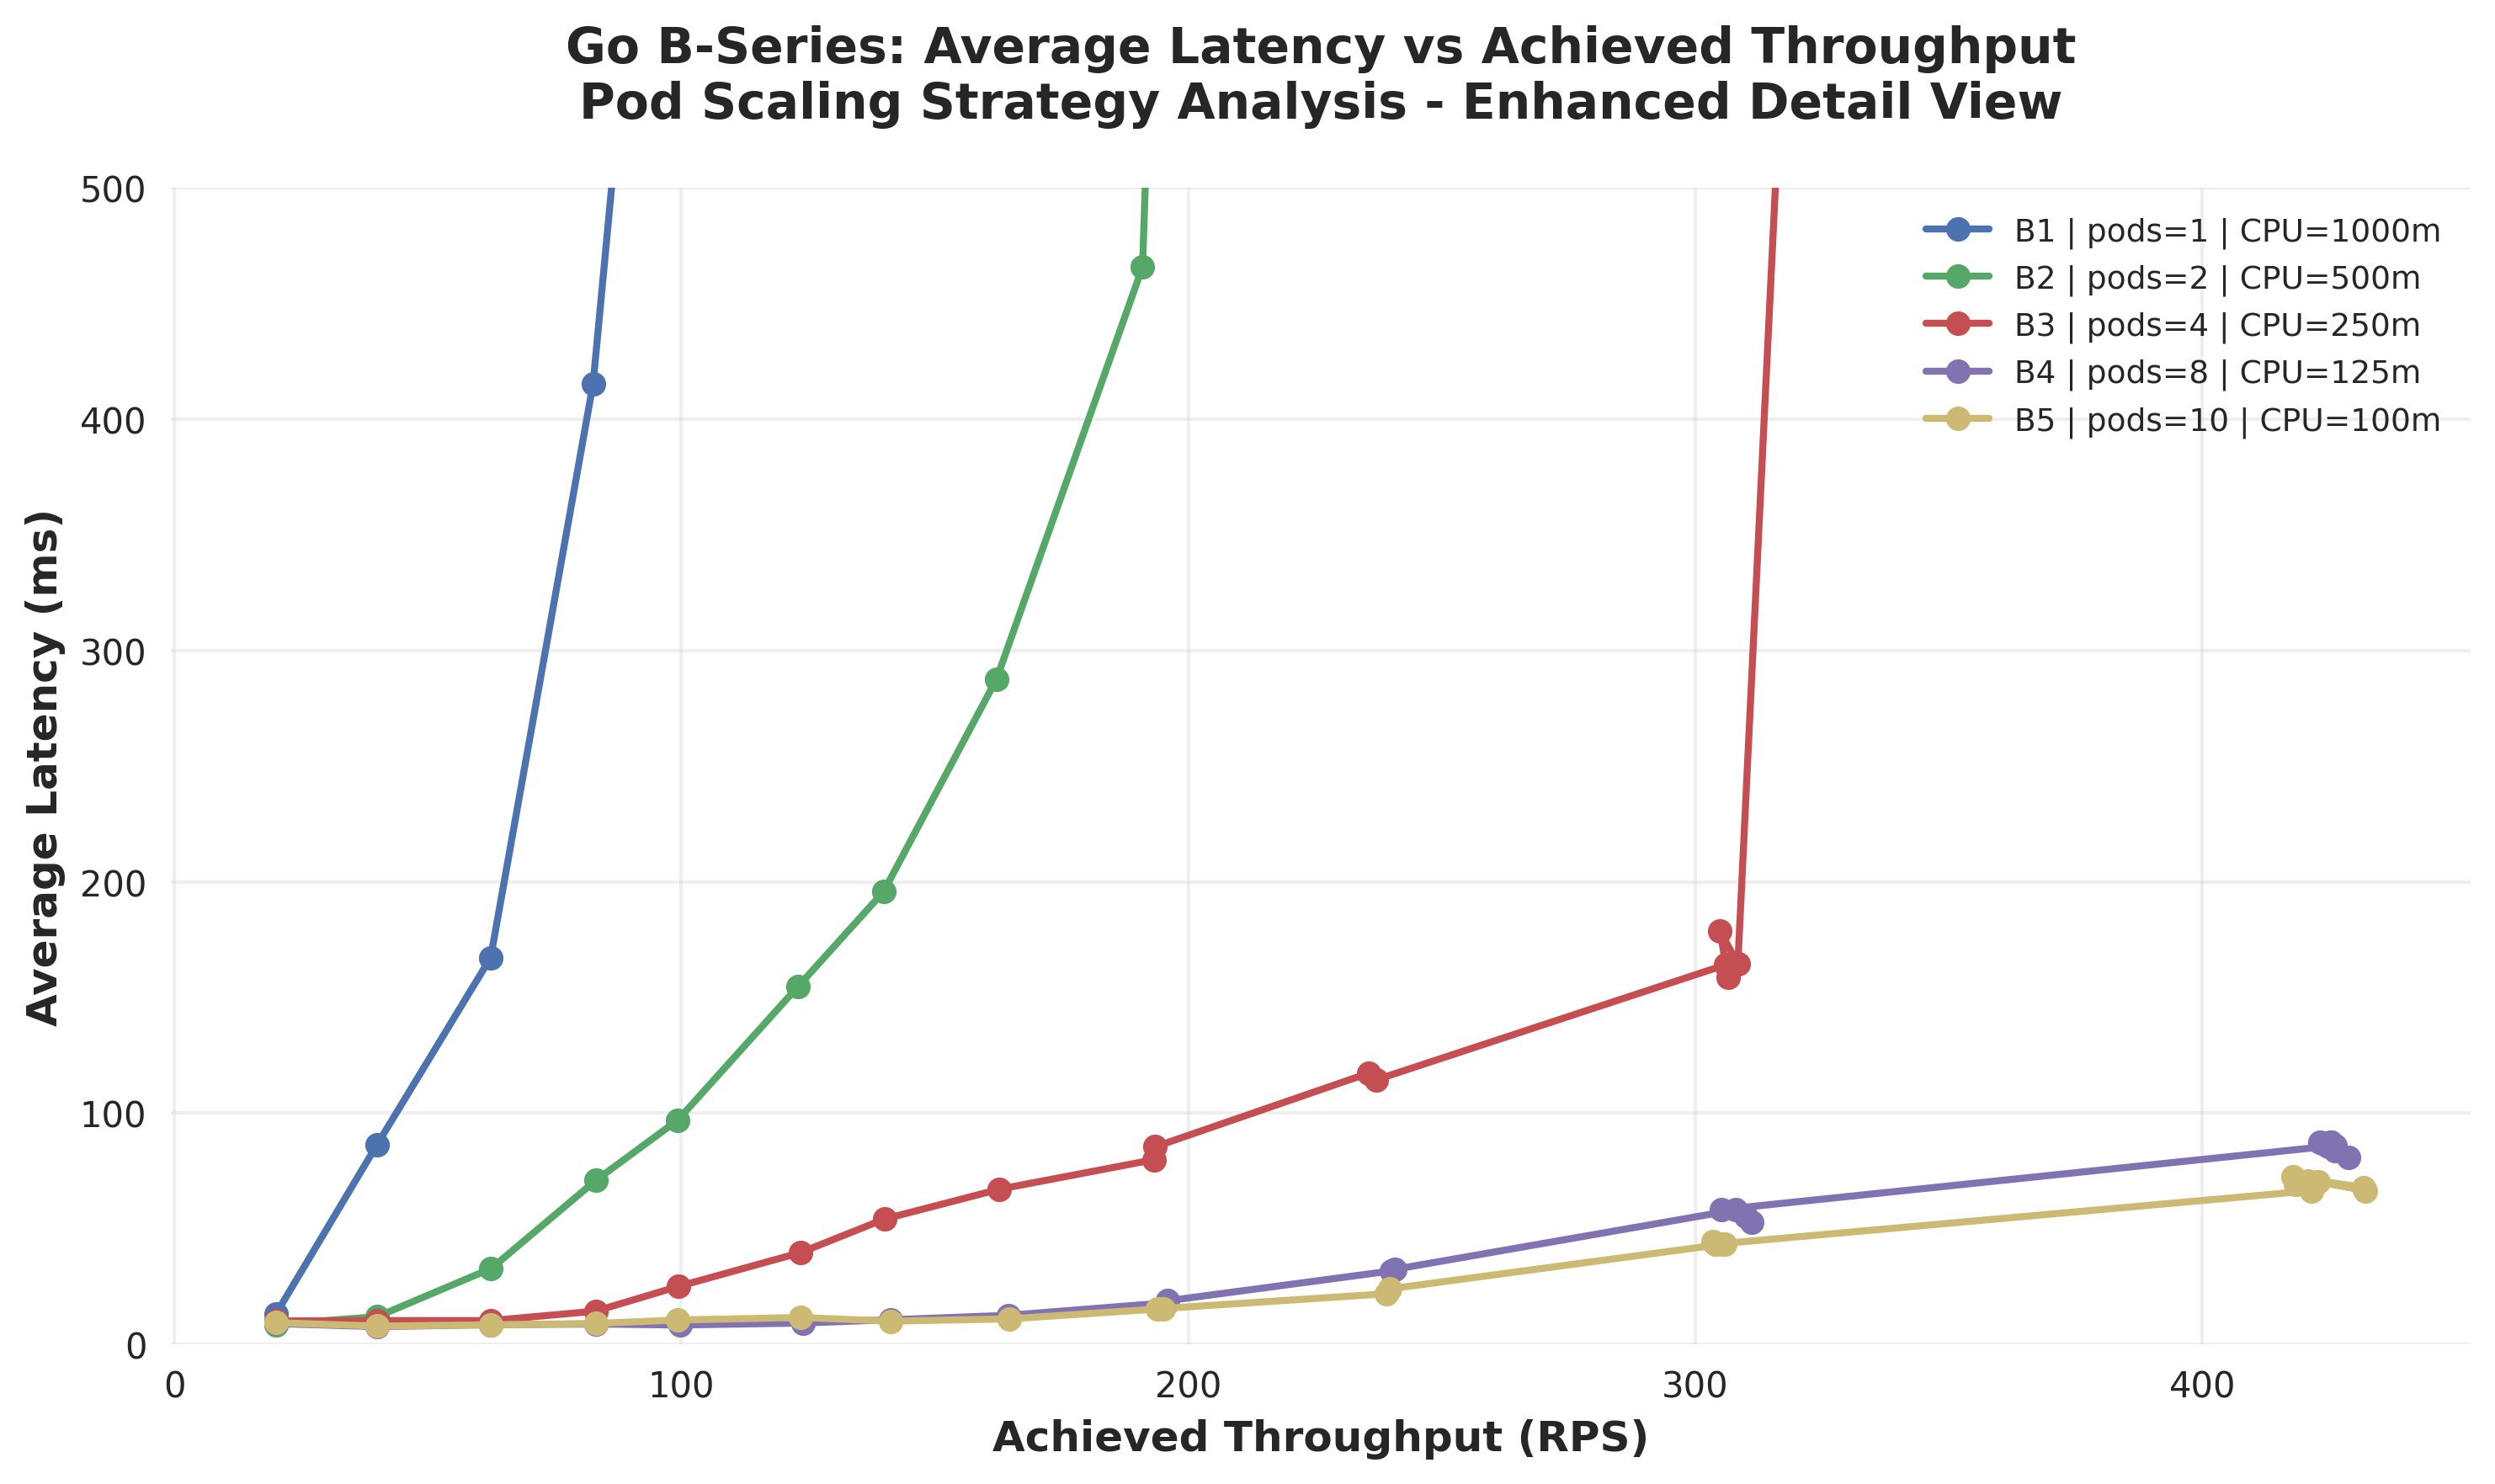 Go B-Series: Average Latency vs Achieved Throughput
Pod Scaling Strategy Analysis - Enhanced Detail View
Average Latency (ms)
500
400
300
200
100
0
B1 | pods=1 | CPU=1000m
B2 | pods=2 | CPU=500m
B3 | pods=4 | CPU=250m
B4 | pods=8 | CPU=125m
B5 | pods=10 | CPU=100m
0 100 200 300 400
Achieved Throughput (RPS)